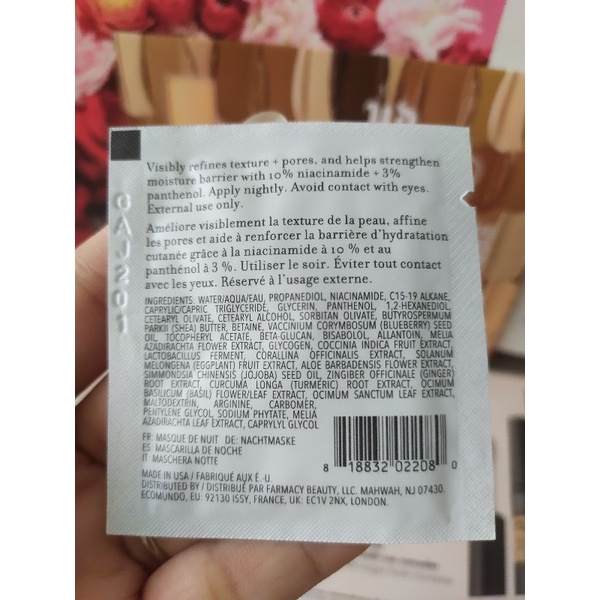 Visibly refines texture + pores, and helps strengthen
moisture barrier with 10% niacinamide + 3%
panthenol. Apply nightly. Avoid contact with eyes.
External use only.
Améliore visiblement la texture de la peau, affine
les pores et aide à renforcer la barrière d'hydratation
cutanée grâce à la niacinamide à 10 % et au
panthénol à 3 %. Utiliser le soir. Éviter tout contact
avec les yeux. Réservé à l'usage externe.
INGREDIENTS: WATER/AQUA/EAU, PROPANEDIOL, NIACINAMIDE, C15-19 ALKANE,
CAPRYLIC/CAPRIC TRIGLYCERIDE, GLYCERIN, PANTHENOL, 1,2-HEXANEDIOL,
CETEARYL OLIVATE, CETEARYL ALCOHOL, SORBITAN OLIVATE, BUTYROSPERMUM
PARKII (SHEA) BUTTER, BETAINE, VACCINIUM CORYMBOSUM (BLUEBERRY) SEED
OIL, TOCOPHERYL ACETATE, BETA-GLUCAN, BISABOLOL, ALLANTOIN, MELIA
AZADIRACHTA FLOWER EXTRACT, GLYCOGEN, COCCINIA INDICA FRUIT EXTRACT,
LACTOBACILLUS FERMENT, CORALLINA OFFICINALIS EXTRACT, SOLANUM
MELONGENA (EGGPLANT) FRUIT EXTRACT, ALOE BARBADENSIS FLOWER EXTRACT,
SIMMONDSIA CHINENSIS (JOJOBA) SEED OIL, ZINGIBER OFFICINALE (GINGER)
ROOT EXTRACT, CURCUMA LONGA (TURMERIC) ROOT EXTRACT, OCIMUM
BASILICUM (BASIL) FLOWER/LEAF EXTRACT, OCIMUM SANCTUM LEAF EXTRACT,
MALTODEXTRIN, ARGININE, CARBOMER,
PENTYLENE GLYCOL, SODIUM PHYTATE, MELIA
AZADIRACHTA LEAF EXTRACT, CAPRYLYL GLYCOL
FR: MASQUE DE NUIT DE: NACHTMASKE
ES: MASCARILLA DE NOCHE
IT: MASCHERA NOTTE
8 18832 02208 0
MADE IN USA / FABRIQUÉ AUX É.-U.
DISTRIBUTED BY / DISTRIBUÉ PAR FARMACY BEAUTY, LLC. MAHWAH, NJ 07430.
ECOMUNDO, EU: 92130 ISSY, FRANCE, UK: EC1V 2NX, LONDON.